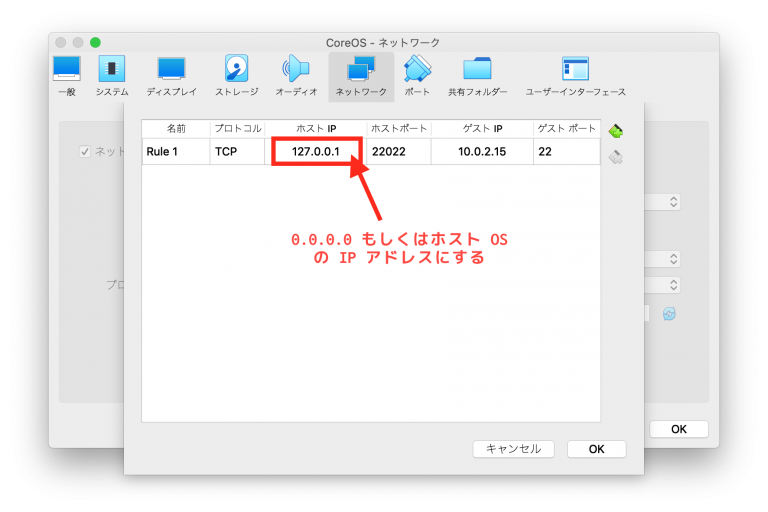 CoreOS - ネットワーク
一般 システム ディスプレイ ストレージ オーディオ ネットワーク ポート 共有フォルダー ユーザーインターフェース
名前 プロトコル ホスト IP ホストポート ゲスト IP ゲスト ポート
✓ ネット
Rule 1 TCP 127.0.0.1 22022 10.0.2.15 22
0.0.0.0 もしくはホスト OS
の IP アドレスにする
プロ
OK
キャンセル OK